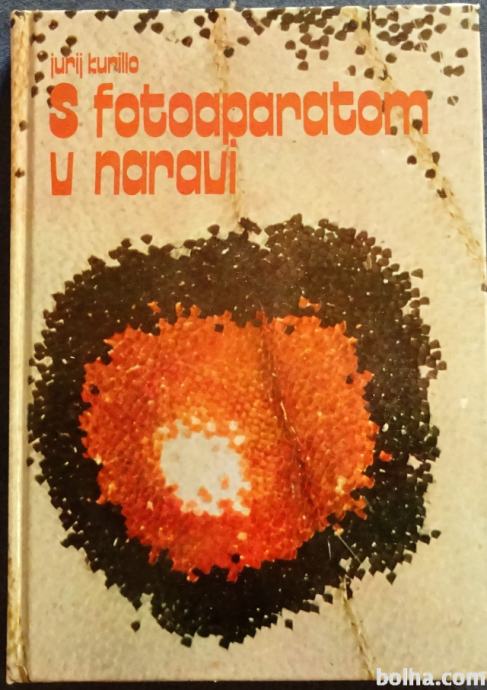 jurij kurillo
S fotoaparatom
v naravi
bolha.com